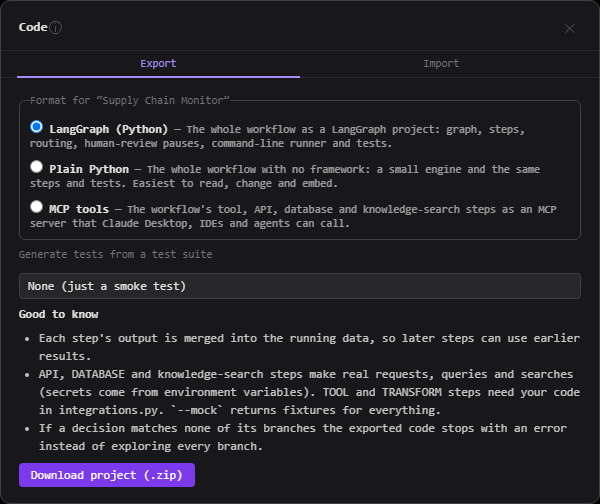 Code ⓘ
Export
Import
Format for “Supply Chain Monitor”
LangGraph (Python) — The whole workflow as a LangGraph project: graph, steps,
routing, human-review pauses, command-line runner and tests.
Plain Python — The whole workflow with no framework: a small engine and the same
steps and tests. Easiest to read, change and embed.
MCP tools — The workflow's tool, API, database and knowledge-search steps as an MCP
server that Claude Desktop, IDEs and agents can call.
Generate tests from a test suite
None (just a smoke test)
Good to know
• Each step's output is merged into the running data, so later steps can use earlier
results.
• API, DATABASE and knowledge-search steps make real requests, queries and searches
(secrets come from environment variables). TOOL and TRANSFORM steps need your code
in integrations.py. `--mock` returns fixtures for everything.
• If a decision matches none of its branches the exported code stops with an error
instead of exploring every branch.
Download project (.zip)